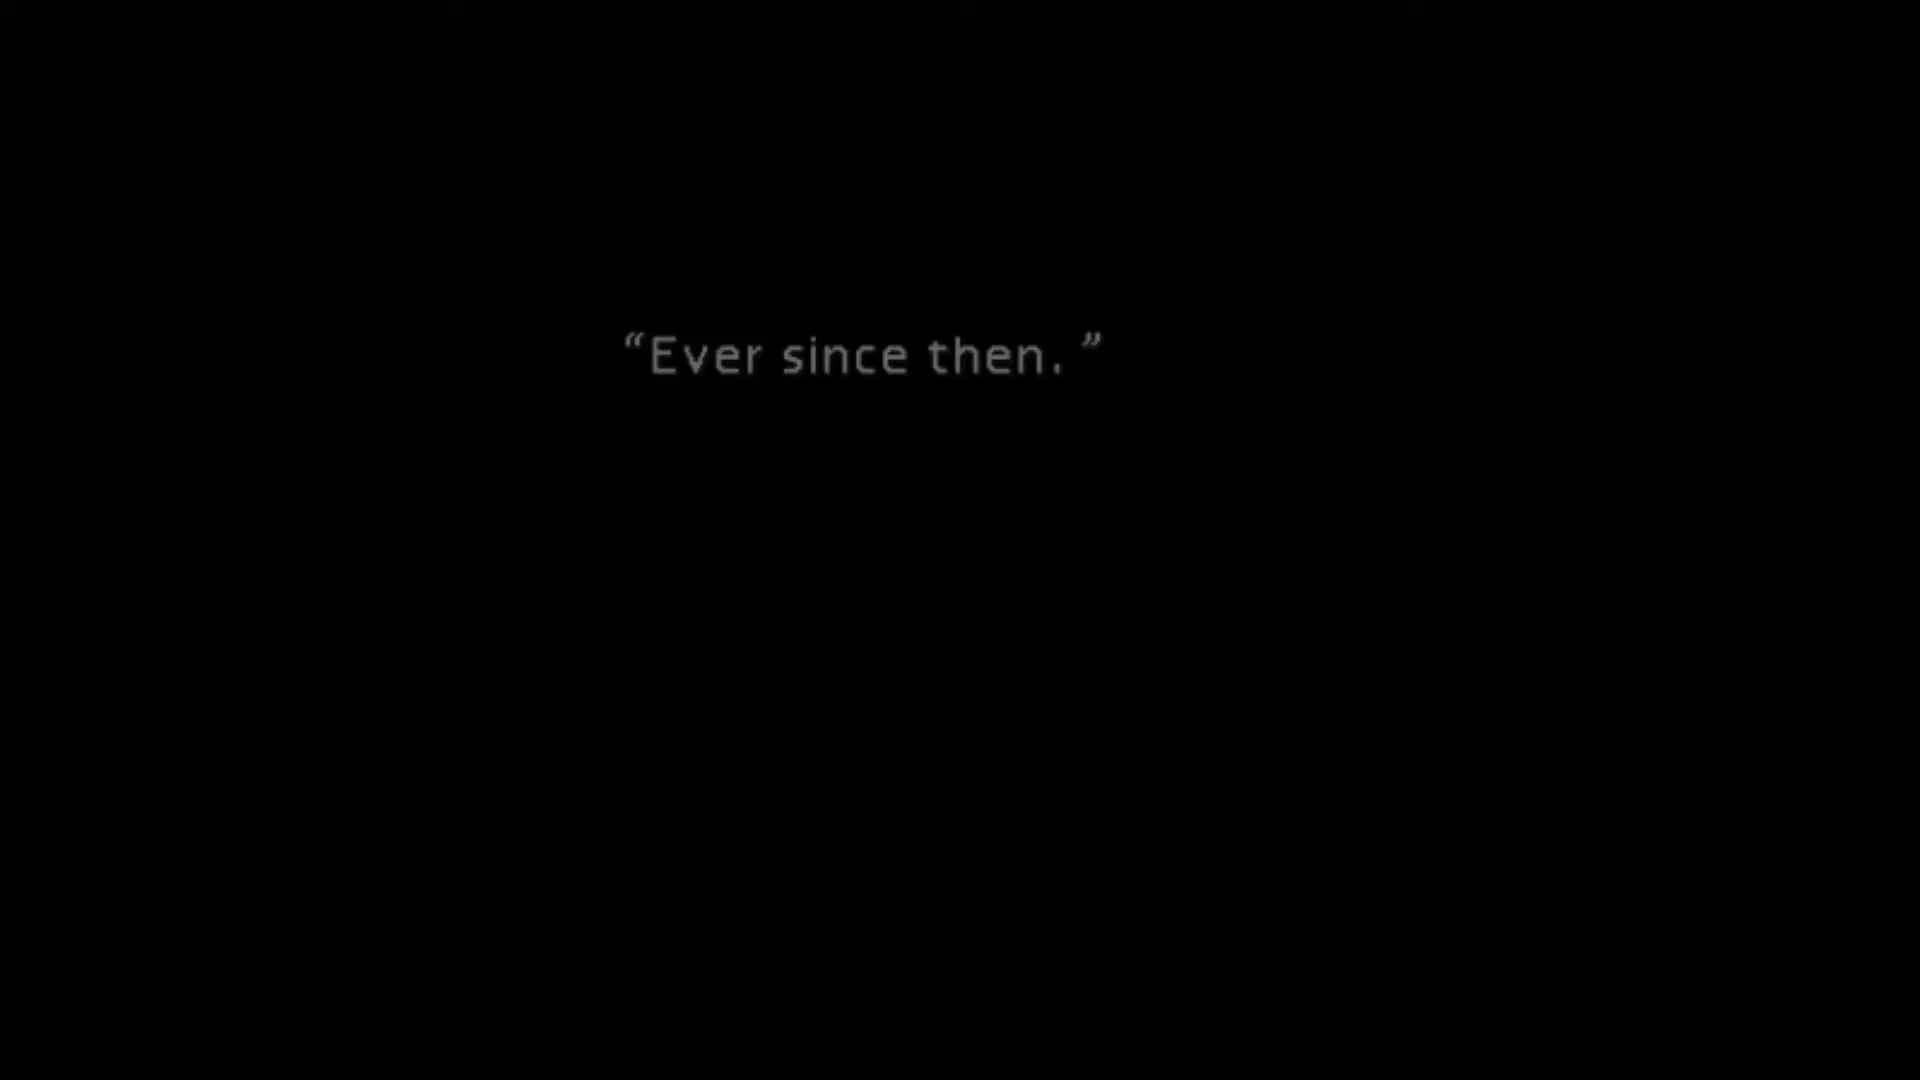 “Ever since then. ”